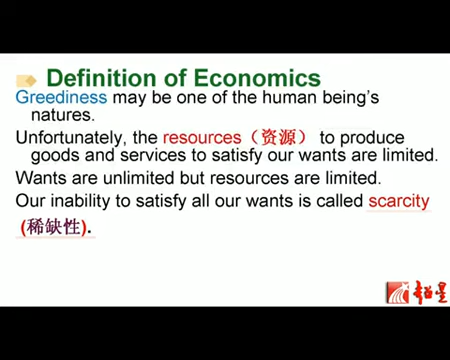 Definition of Economics
Greediness may be one of the human being's
natures.
Unfortunately, the resources（资源） to produce
goods and services to satisfy our wants are limited.
Wants are unlimited but resources are limited.
Our inability to satisfy all our wants is called scarcity
(稀缺性).